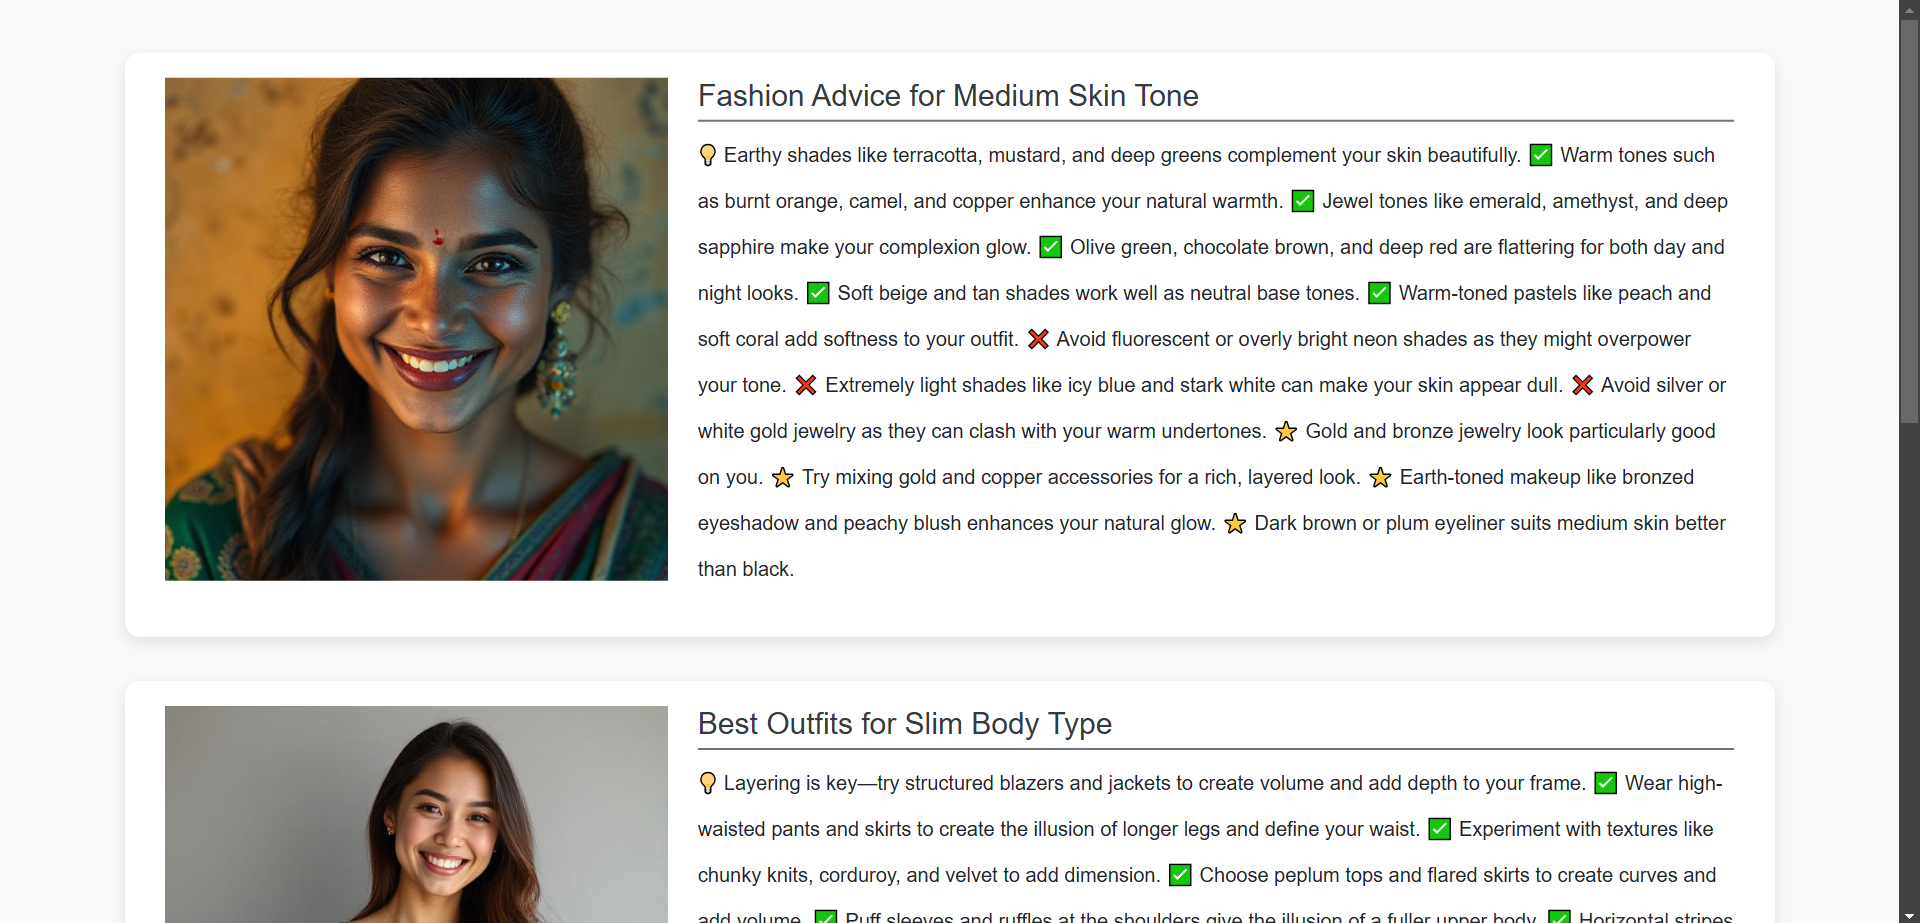 Fashion Advice for Medium Skin Tone
💡 Earthy shades like terracotta, mustard, and deep greens complement your skin beautifully. ✅ Warm tones such
as burnt orange, camel, and copper enhance your natural warmth. ✅ Jewel tones like emerald, amethyst, and deep
sapphire make your complexion glow. ✅ Olive green, chocolate brown, and deep red are flattering for both day and
night looks. ✅ Soft beige and tan shades work well as neutral base tones. ✅ Warm-toned pastels like peach and
soft coral add softness to your outfit. ❌ Avoid fluorescent or overly bright neon shades as they might overpower
your tone. ❌ Extremely light shades like icy blue and stark white can make your skin appear dull. ❌ Avoid silver or
white gold jewelry as they can clash with your warm undertones. ⭐ Gold and bronze jewelry look particularly good
on you. ⭐ Try mixing gold and copper accessories for a rich, layered look. ⭐ Earth-toned makeup like bronzed
eyeshadow and peachy blush enhances your natural glow. ⭐ Dark brown or plum eyeliner suits medium skin better
than black.
Best Outfits for Slim Body Type
💡 Layering is key—try structured blazers and jackets to create volume and add depth to your frame. ✅ Wear high-
waisted pants and skirts to create the illusion of longer legs and define your waist. ✅ Experiment with textures like
chunky knits, corduroy, and velvet to add dimension. ✅ Choose peplum tops and flared skirts to create curves and
add volume. ✅ Puff sleeves and ruffles at the shoulders give the illusion of a fuller upper body. ✅ Horizontal stripes